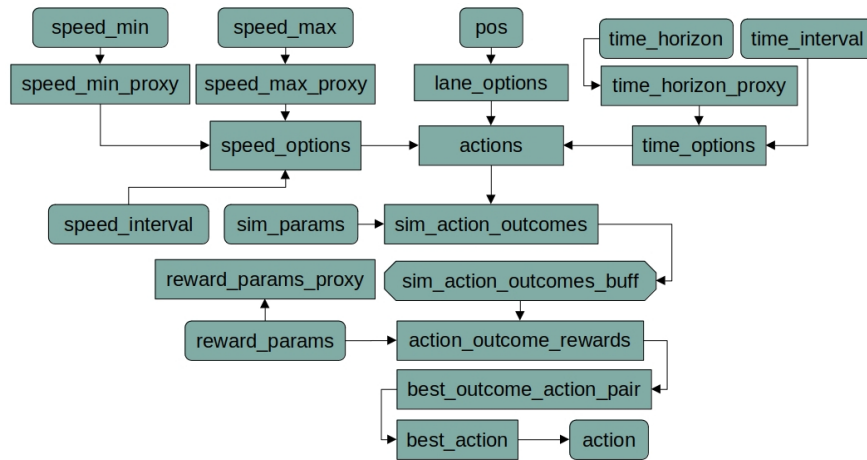 speed_min
speed_max
pos
time_horizon
time_interval
speed_min_proxy
speed_max_proxy
lane_options
time_horizon_proxy
speed_options
actions
time_options
speed_interval
sim_params
sim_action_outcomes
reward_params_proxy
sim_action_outcomes_buff
reward_params
action_outcome_rewards
best_outcome_action_pair
best_action
action